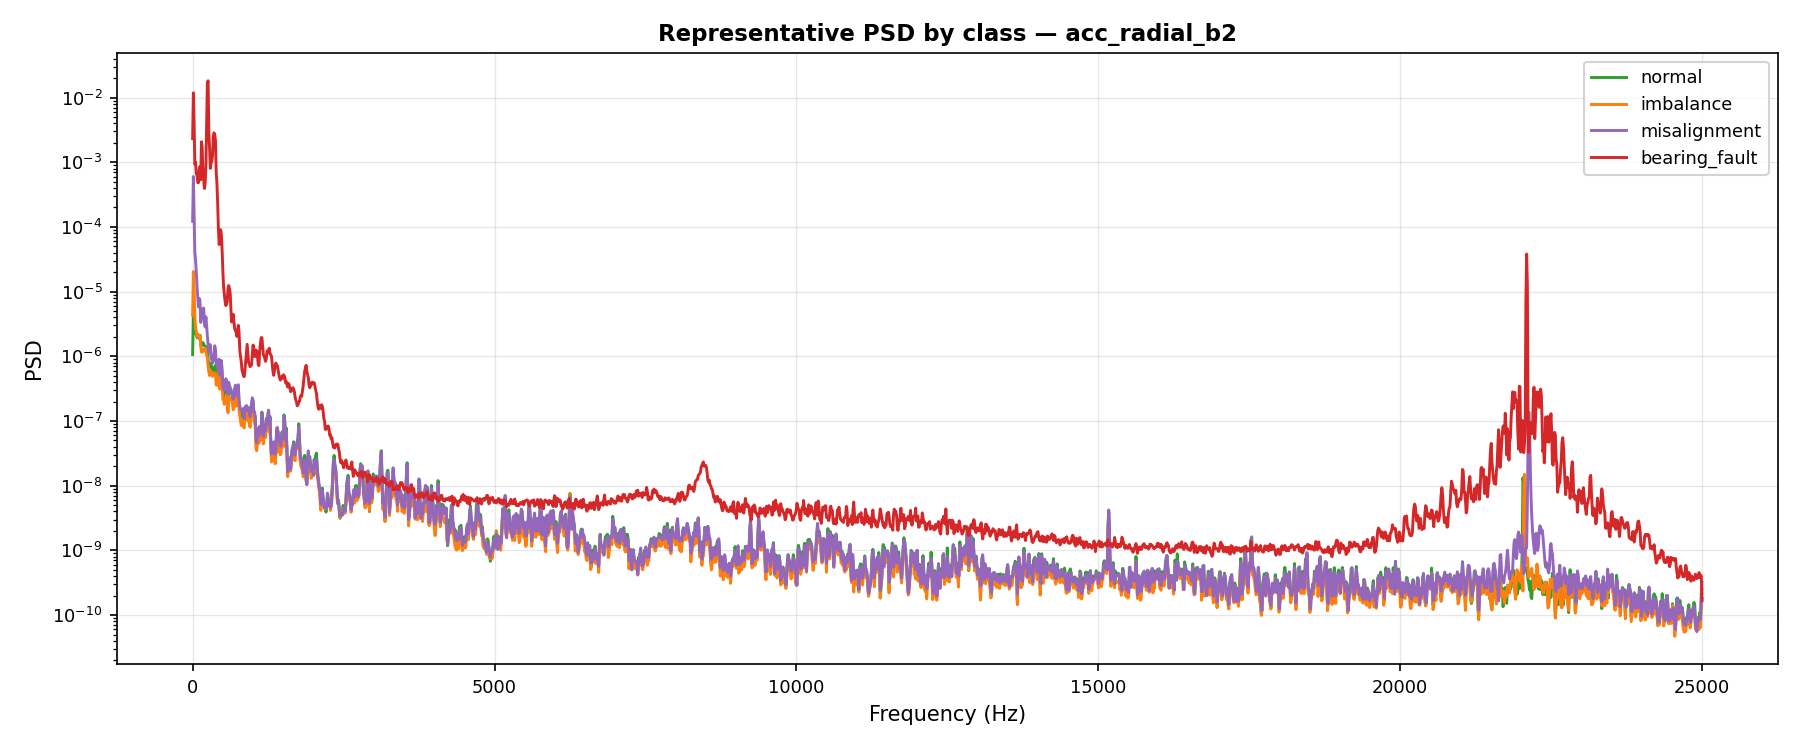 Representative PSD by class — acc_radial_b2
normal
imbalance
misalignment
bearing_fault
PSD
10⁻²
10⁻³
10⁻⁴
10⁻⁵
10⁻⁶
10⁻⁷
10⁻⁸
10⁻⁹
10⁻¹⁰
0 5000 10000 15000 20000 25000
Frequency (Hz)